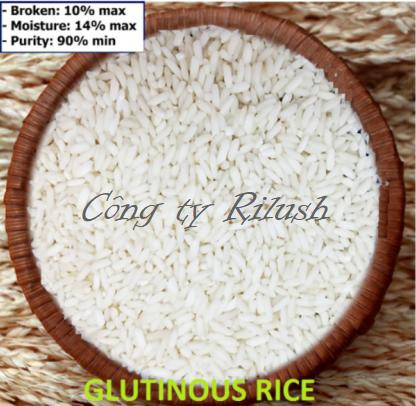 - Broken: 10% max
- Moisture: 14% max
- Purity: 90% min
Công ty Rilush
GLUTINOUS RICE